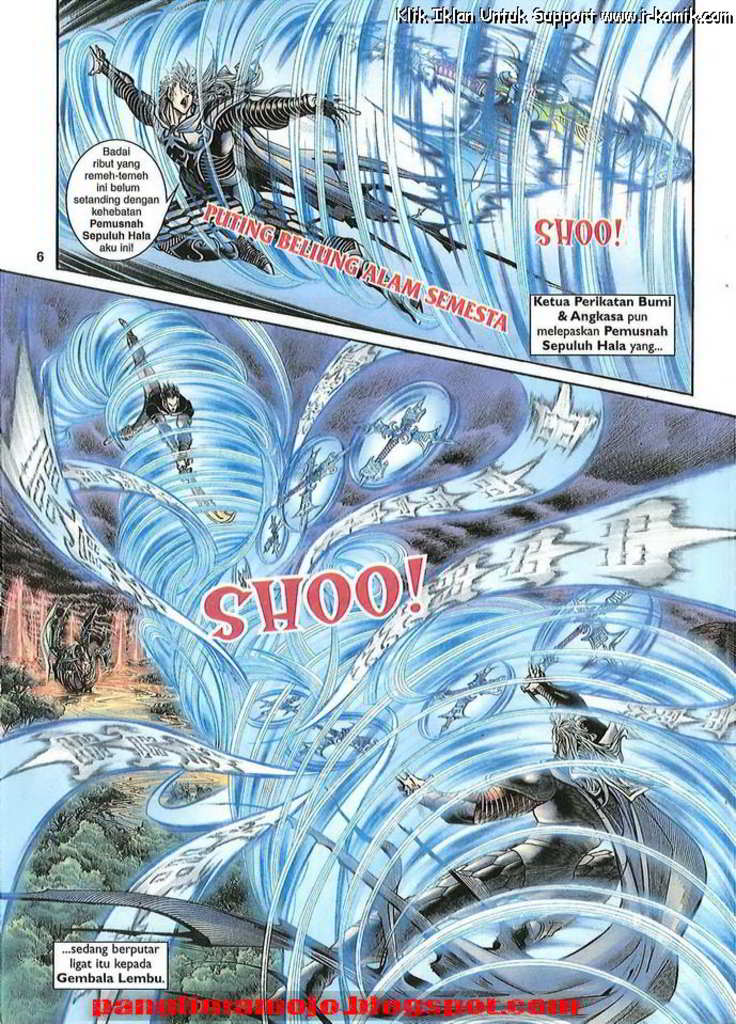 Klik Iklan Untuk Support www.ir-komik.com
Badai
ribut yang
remeh-temeh
ini belum
setanding dengan
kehebatan
Pemusnah
Sepuluh Hala
aku ini!
PUTING BELIUNG ALAM SEMESTA
SHOO!
6
Ketua Perikatan Bumi
& Angkasa pun
melepaskan Pemusnah
Sepuluh Hala yang...
SHOO!
...sedang berputar
ligat itu kepada
Gembala Lembu.
panglimamojo.blogspot.com